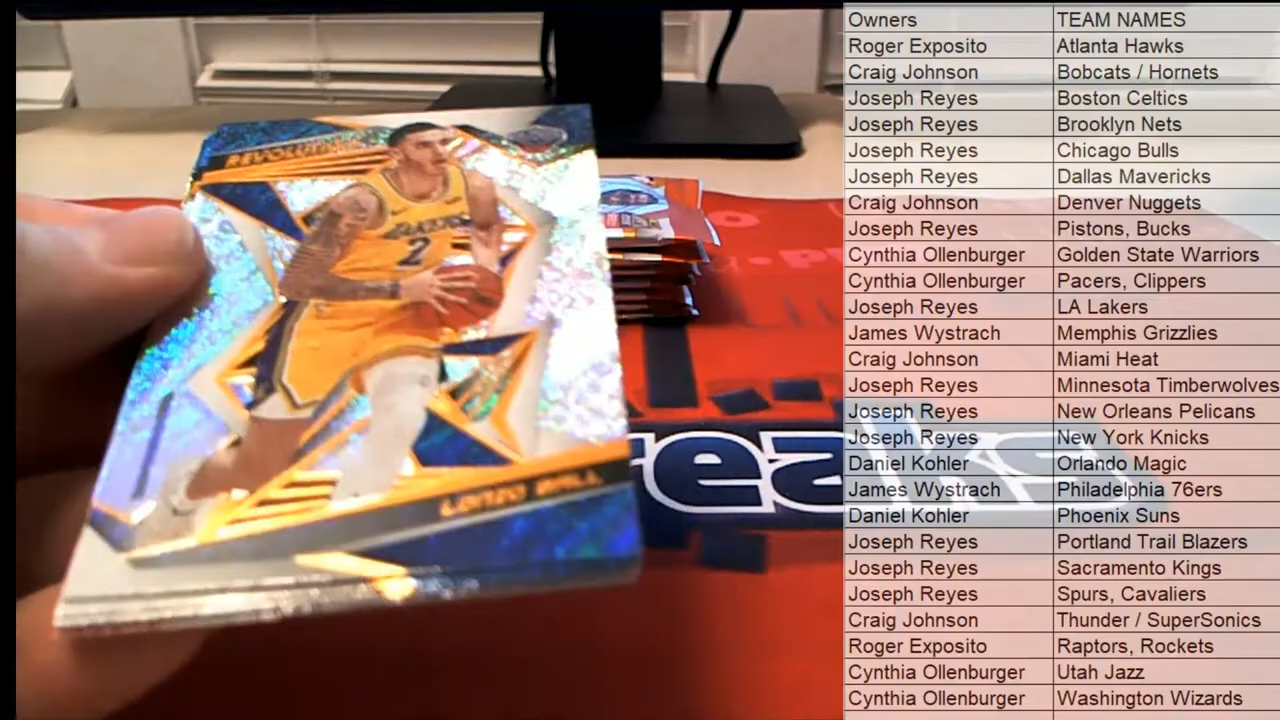 REVOLUTION
LAKERS
2
LONZO BALL
reaks
Owners TEAM NAMES
Roger Exposito Atlanta Hawks
Craig Johnson Bobcats / Hornets
Joseph Reyes Boston Celtics
Joseph Reyes Brooklyn Nets
Joseph Reyes Chicago Bulls
Joseph Reyes Dallas Mavericks
Craig Johnson Denver Nuggets
Joseph Reyes Pistons, Bucks
Cynthia Ollenburger Golden State Warriors
Cynthia Ollenburger Pacers, Clippers
Joseph Reyes LA Lakers
James Wystrach Memphis Grizzlies
Craig Johnson Miami Heat
Joseph Reyes Minnesota Timberwolves
Joseph Reyes New Orleans Pelicans
Joseph Reyes New York Knicks
Daniel Kohler Orlando Magic
James Wystrach Philadelphia 76ers
Daniel Kohler Phoenix Suns
Joseph Reyes Portland Trail Blazers
Joseph Reyes Sacramento Kings
Joseph Reyes Spurs, Cavaliers
Craig Johnson Thunder / SuperSonics
Roger Exposito Raptors, Rockets
Cynthia Ollenburger Utah Jazz
Cynthia Ollenburger Washington Wizards